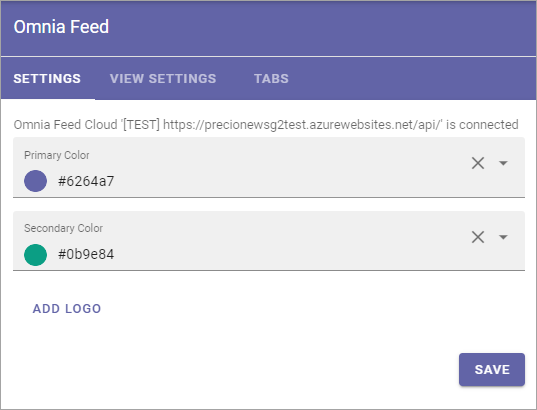 Omnia Feed
SETTINGS VIEW SETTINGS TABS
Omnia Feed Cloud '[TEST] https://precionewsg2test.azurewebsites.net/api/' is connected
Primary Color
#6264a7
Secondary Color
#0b9e84
ADD LOGO
SAVE